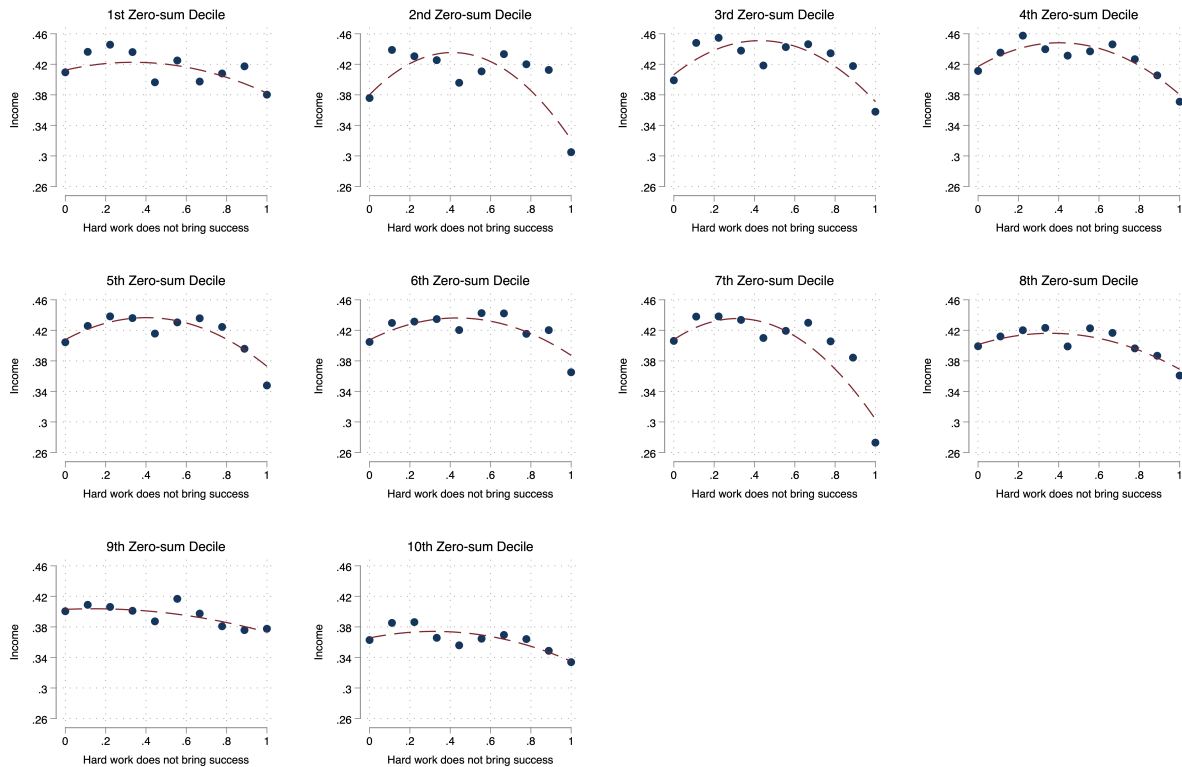 1st Zero-sum Decile
.46
.42
.38
.34
.3
.26
Income
0 .2 .4 .6 .8 1
Hard work does not bring success
2nd Zero-sum Decile
.46
.42
.38
.34
.3
.26
Income
0 .2 .4 .6 .8 1
Hard work does not bring success
3rd Zero-sum Decile
.46
.42
.38
.34
.3
.26
Income
0 .2 .4 .6 .8 1
Hard work does not bring success
4th Zero-sum Decile
.46
.42
.38
.34
.3
.26
Income
0 .2 .4 .6 .8 1
Hard work does not bring success
5th Zero-sum Decile
.46
.42
.38
.34
.3
.26
Income
0 .2 .4 .6 .8 1
Hard work does not bring success
6th Zero-sum Decile
.46
.42
.38
.34
.3
.26
Income
0 .2 .4 .6 .8 1
Hard work does not bring success
7th Zero-sum Decile
.46
.42
.38
.34
.3
.26
Income
0 .2 .4 .6 .8 1
Hard work does not bring success
8th Zero-sum Decile
.46
.42
.38
.34
.3
.26
Income
0 .2 .4 .6 .8 1
Hard work does not bring success
9th Zero-sum Decile
.46
.42
.38
.34
.3
.26
Income
0 .2 .4 .6 .8 1
Hard work does not bring success
10th Zero-sum Decile
.46
.42
.38
.34
.3
.26
Income
0 .2 .4 .6 .8 1
Hard work does not bring success